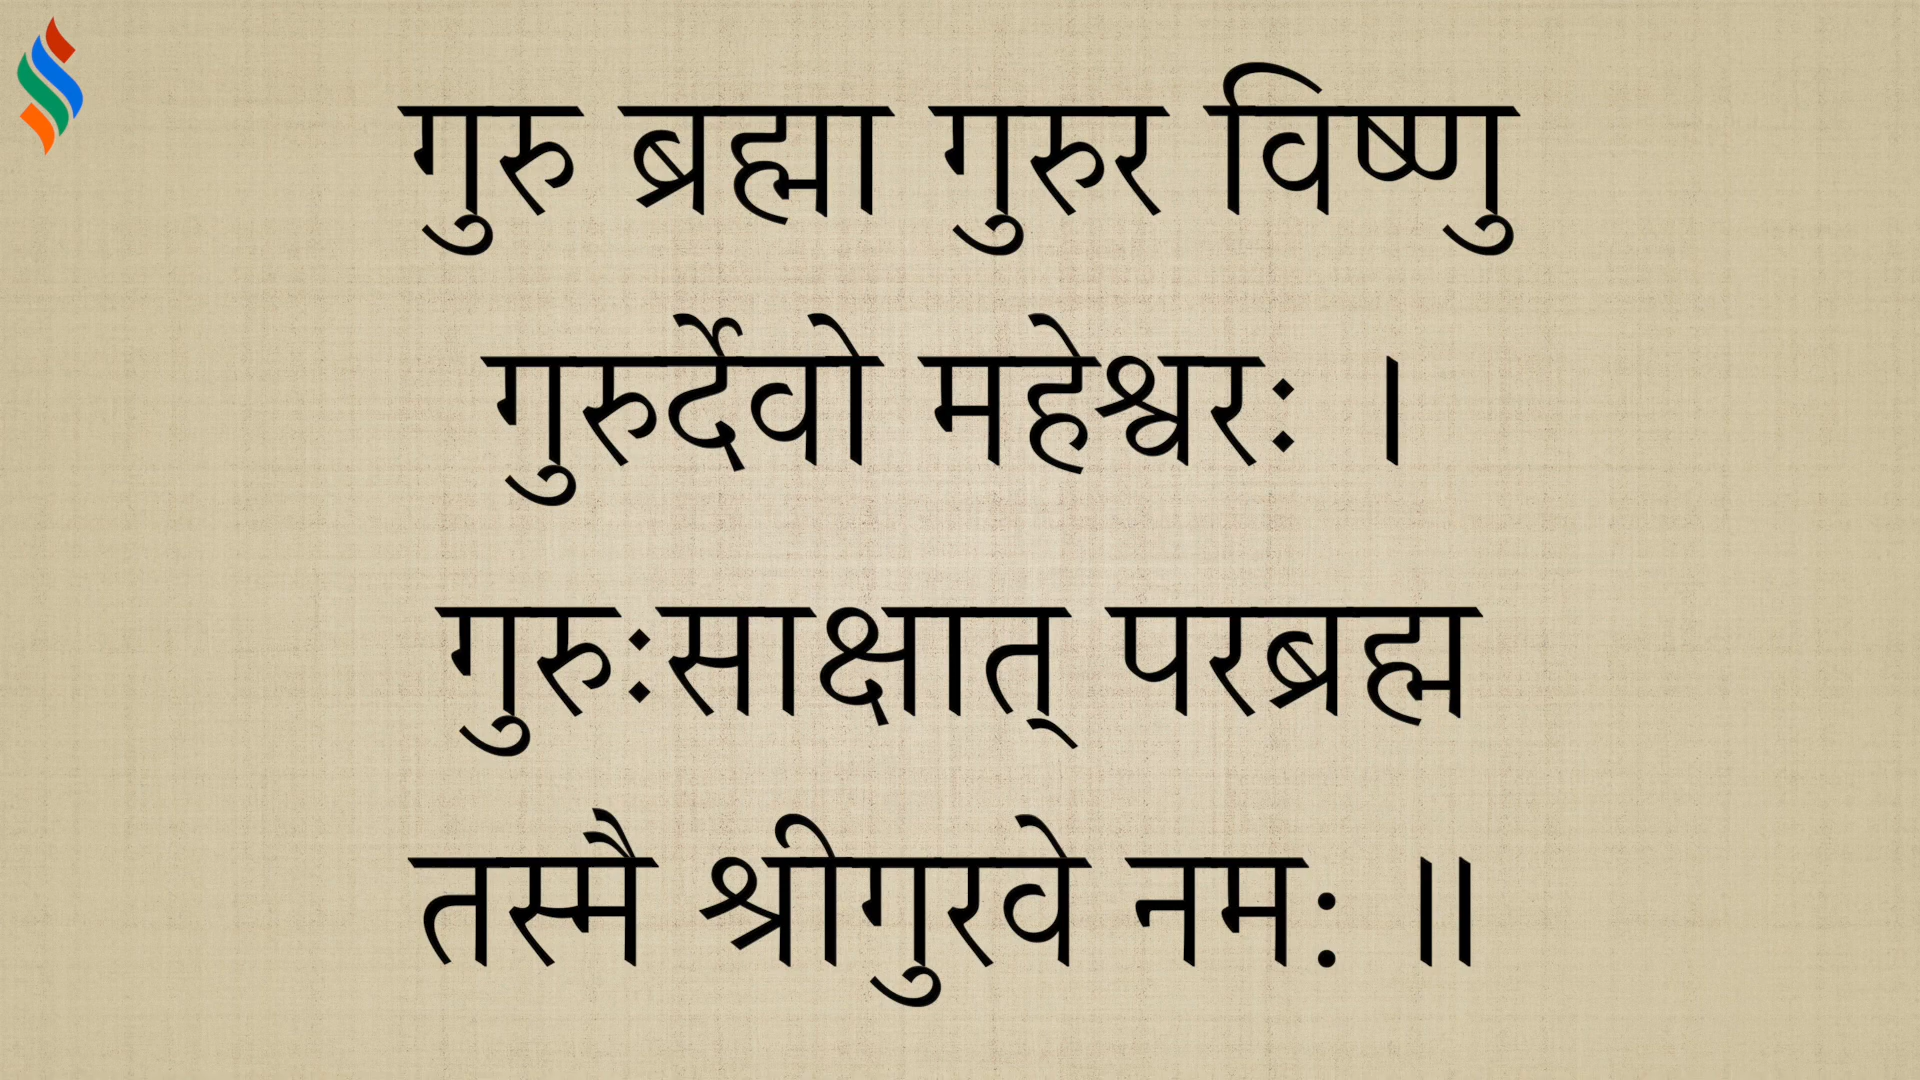 गुरु ब्रह्मा गुरुर विष्णु
गुरुर्देवो महेश्वरः ।
गुरुःसाक्षात् परब्रह्म
तस्मै श्रीगुरवे नम: ॥